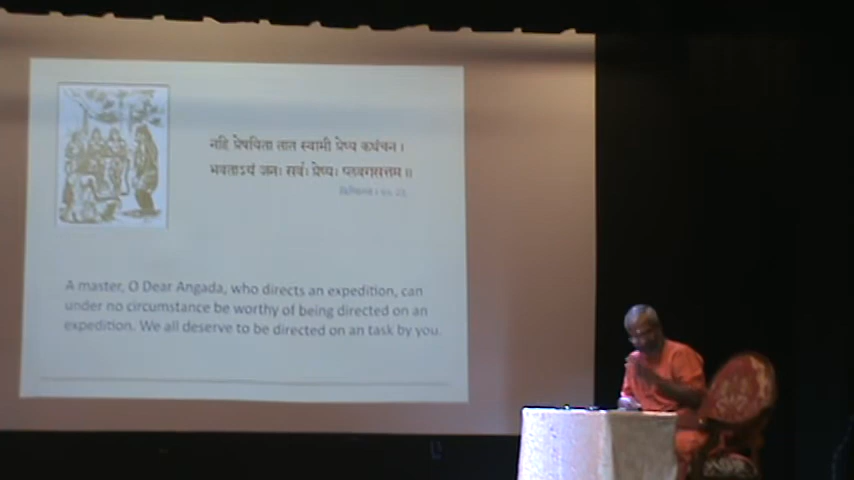 नहि प्रेषयिता तात स्वामी प्रेष्य कथंचन ।
भवताऽयं जनः सर्वः प्रेष्यः प्लवगसत्तम ॥
A master, O Dear Angada, who directs an expedition, can
under no circumstance be worthy of being directed on an
expedition. We all deserve to be directed on an task by you.